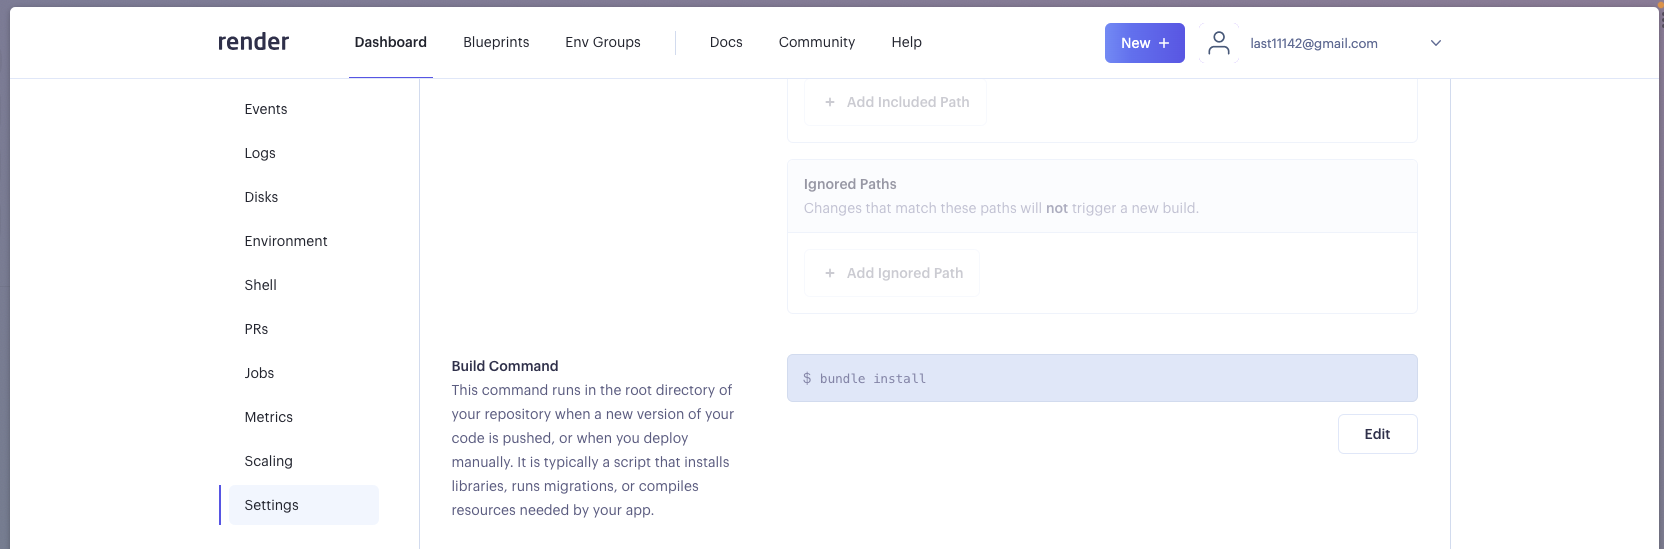 render
Dashboard
Blueprints
Env Groups
Docs
Community
Help
New +
last11142@gmail.com
Events
Logs
Disks
Environment
Shell
PRs
Jobs
Metrics
Scaling
Settings
+ Add Included Path
Ignored Paths
Changes that match these paths will not trigger a new build.
+ Add Ignored Path
Build Command
This command runs in the root directory of
your repository when a new version of your
code is pushed, or when you deploy
manually. It is typically a script that installs
libraries, runs migrations, or compiles
resources needed by your app.
$ bundle install
Edit